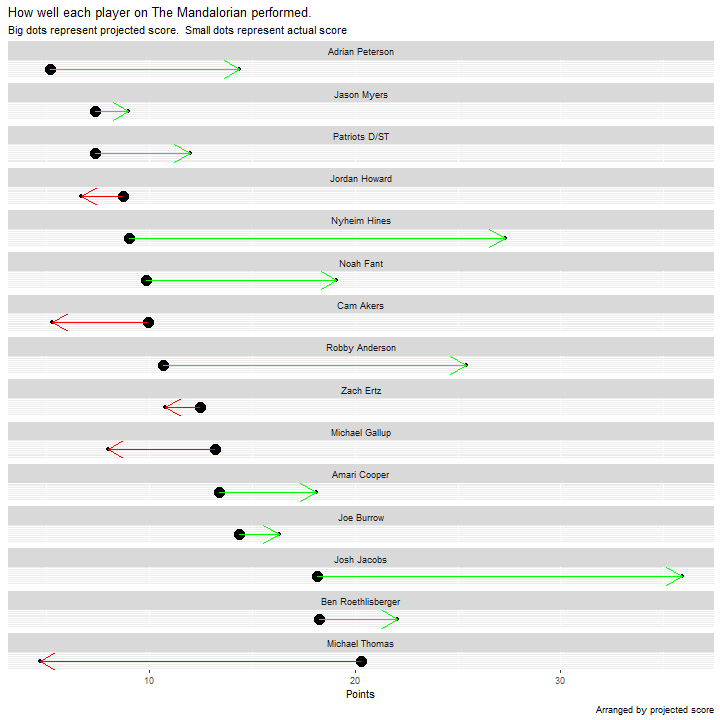 How well each player on The Mandalorian performed.
Big dots represent projected score.  Small dots represent actual score
Adrian Peterson
Jason Myers
Patriots D/ST
Jordan Howard
Nyheim Hines
Noah Fant
Cam Akers
Robby Anderson
Zach Ertz
Michael Gallup
Amari Cooper
Joe Burrow
Josh Jacobs
Ben Roethlisberger
Michael Thomas
10 20 30
Points
Arranged by projected score